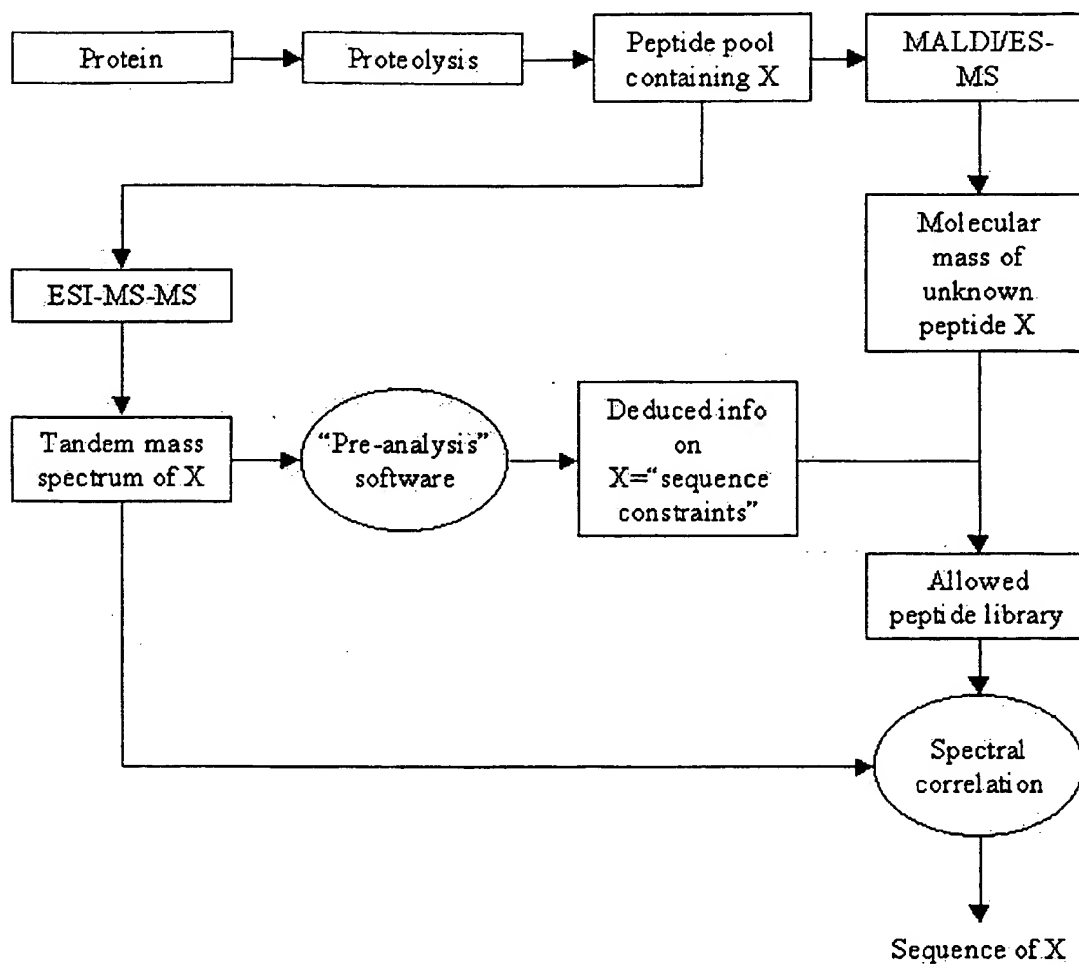 Protein
Proteolysis
Peptide pool
containing X
MALDI/ES-
MS
Molecular
mass of
unknown
peptide X
ESI-MS-MS
Tandem mass
spectrum of X
“Pre-analysis”
software
Deduced info
on
X=“sequence
constraints”
Allowed
peptide library
Spectral
correlation
Sequence of X